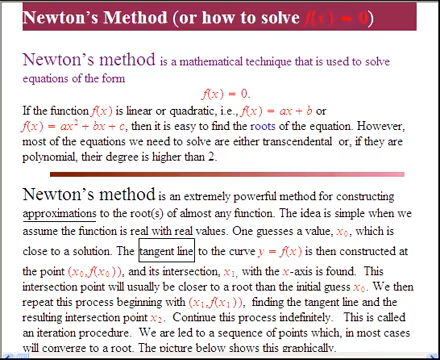 Newton's Method (or how to solve f(x) = 0)
Newton's method is a mathematical technique that is used to solve
equations of the form
f(x) = 0.
If the function f(x) is linear or quadratic, i.e., f(x) = ax + b or
f(x) = ax² + bx + c, then it is easy to find the roots of the equation. However,
most of the equations we need to solve are either transcendental or, if they are
polynomial, their degree is higher than 2.
Newton's method is an extremely powerful method for constructing
approximations to the root(s) of almost any function. The idea is simple when we
assume the function is real with real values. One guesses a value, x₀, which is
close to a solution. The tangent line to the curve y = f(x) is then constructed at
the point (x₀, f(x₀)), and its intersection, x₁, with the x-axis is found. This
intersection point will usually be closer to a root than the initial guess x₀. We then
repeat this process beginning with (x₁, f(x₁)), finding the tangent line and the
resulting intersection point x₂. Continue this process indefinitely. This is called
an iteration procedure. We are led to a sequence of points which, in most cases
will converge to a root. The picture below shows this graphically.